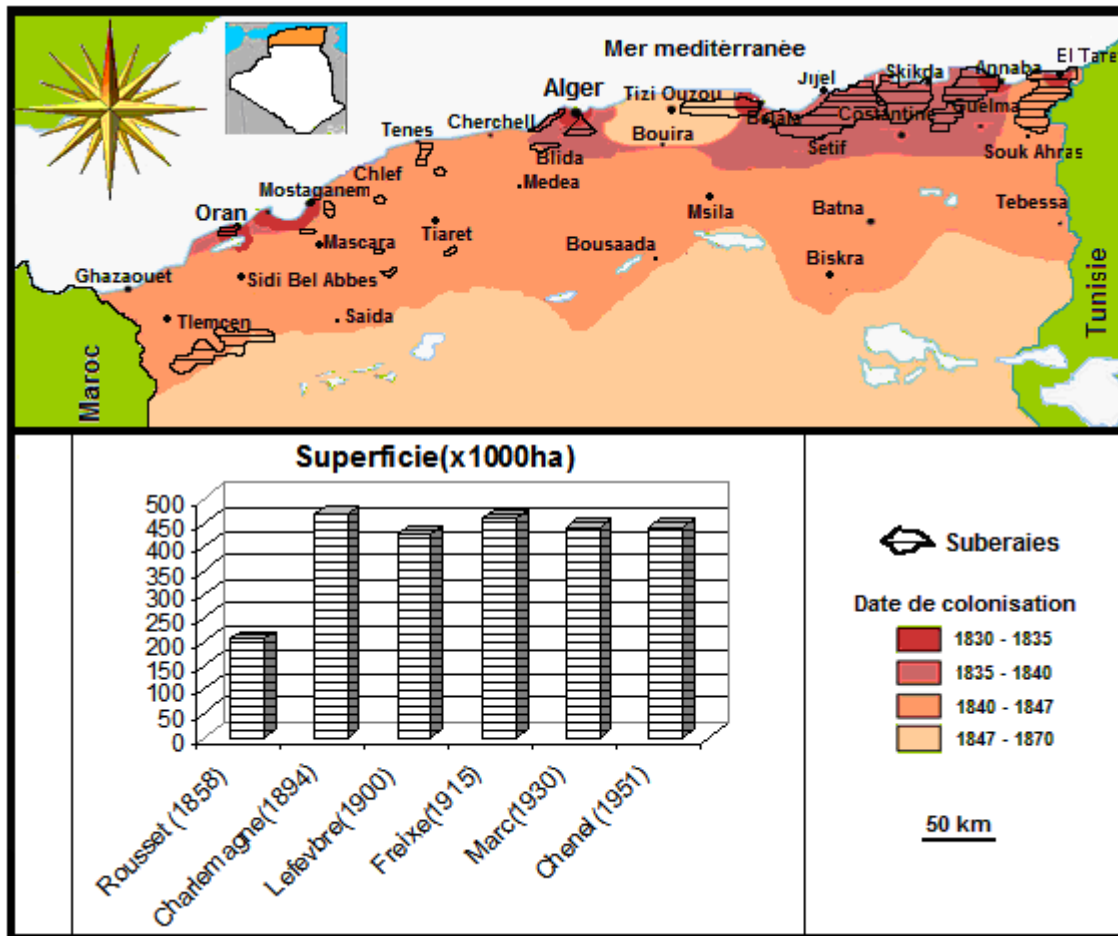 Mer meditèrranée
El Tare
Jijel
Skikda
Annaba
Tizi Ouzou
Alger
Guelma
Costantine
Cherchell
Tenes
Bouira
Setif
Souk Ahras
Blida
Medea
Chlef
Mostaganem
Oran
Msila
Batna
Tebessa
Mascara
Tiaret
Bousaada
Biskra
Ghazaouet
Sidi Bel Abbes
Tlemcen
Saida
Maroc
Tunisie
Superficie(x1000ha)
500
450
400
350
300
250
200
150
100
50
0
Rousset (1858)
Charlemagne(1894)
Lefevbre(1900)
Freixe(1915)
Marc(1930)
Chenel (1951)
Suberaies
Date de colonisation
1830 - 1835
1835 - 1840
1840 - 1847
1847 - 1870
50 km